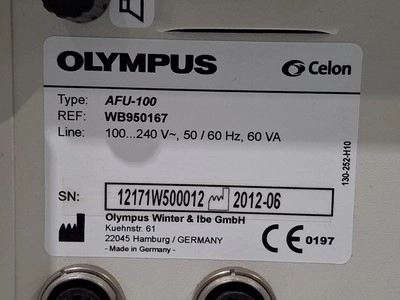 OLYMPUS Celon
Type: AFU-100
REF: WB950167
Line: 100...240 V~, 50 / 60 Hz, 60 VA
130-252-H10
SN: 12171W500012 2012-06
Olympus Winter & Ibe GmbH
Kuehnstr. 61
22045 Hamburg / GERMANY
- Made in Germany -
CE 0197